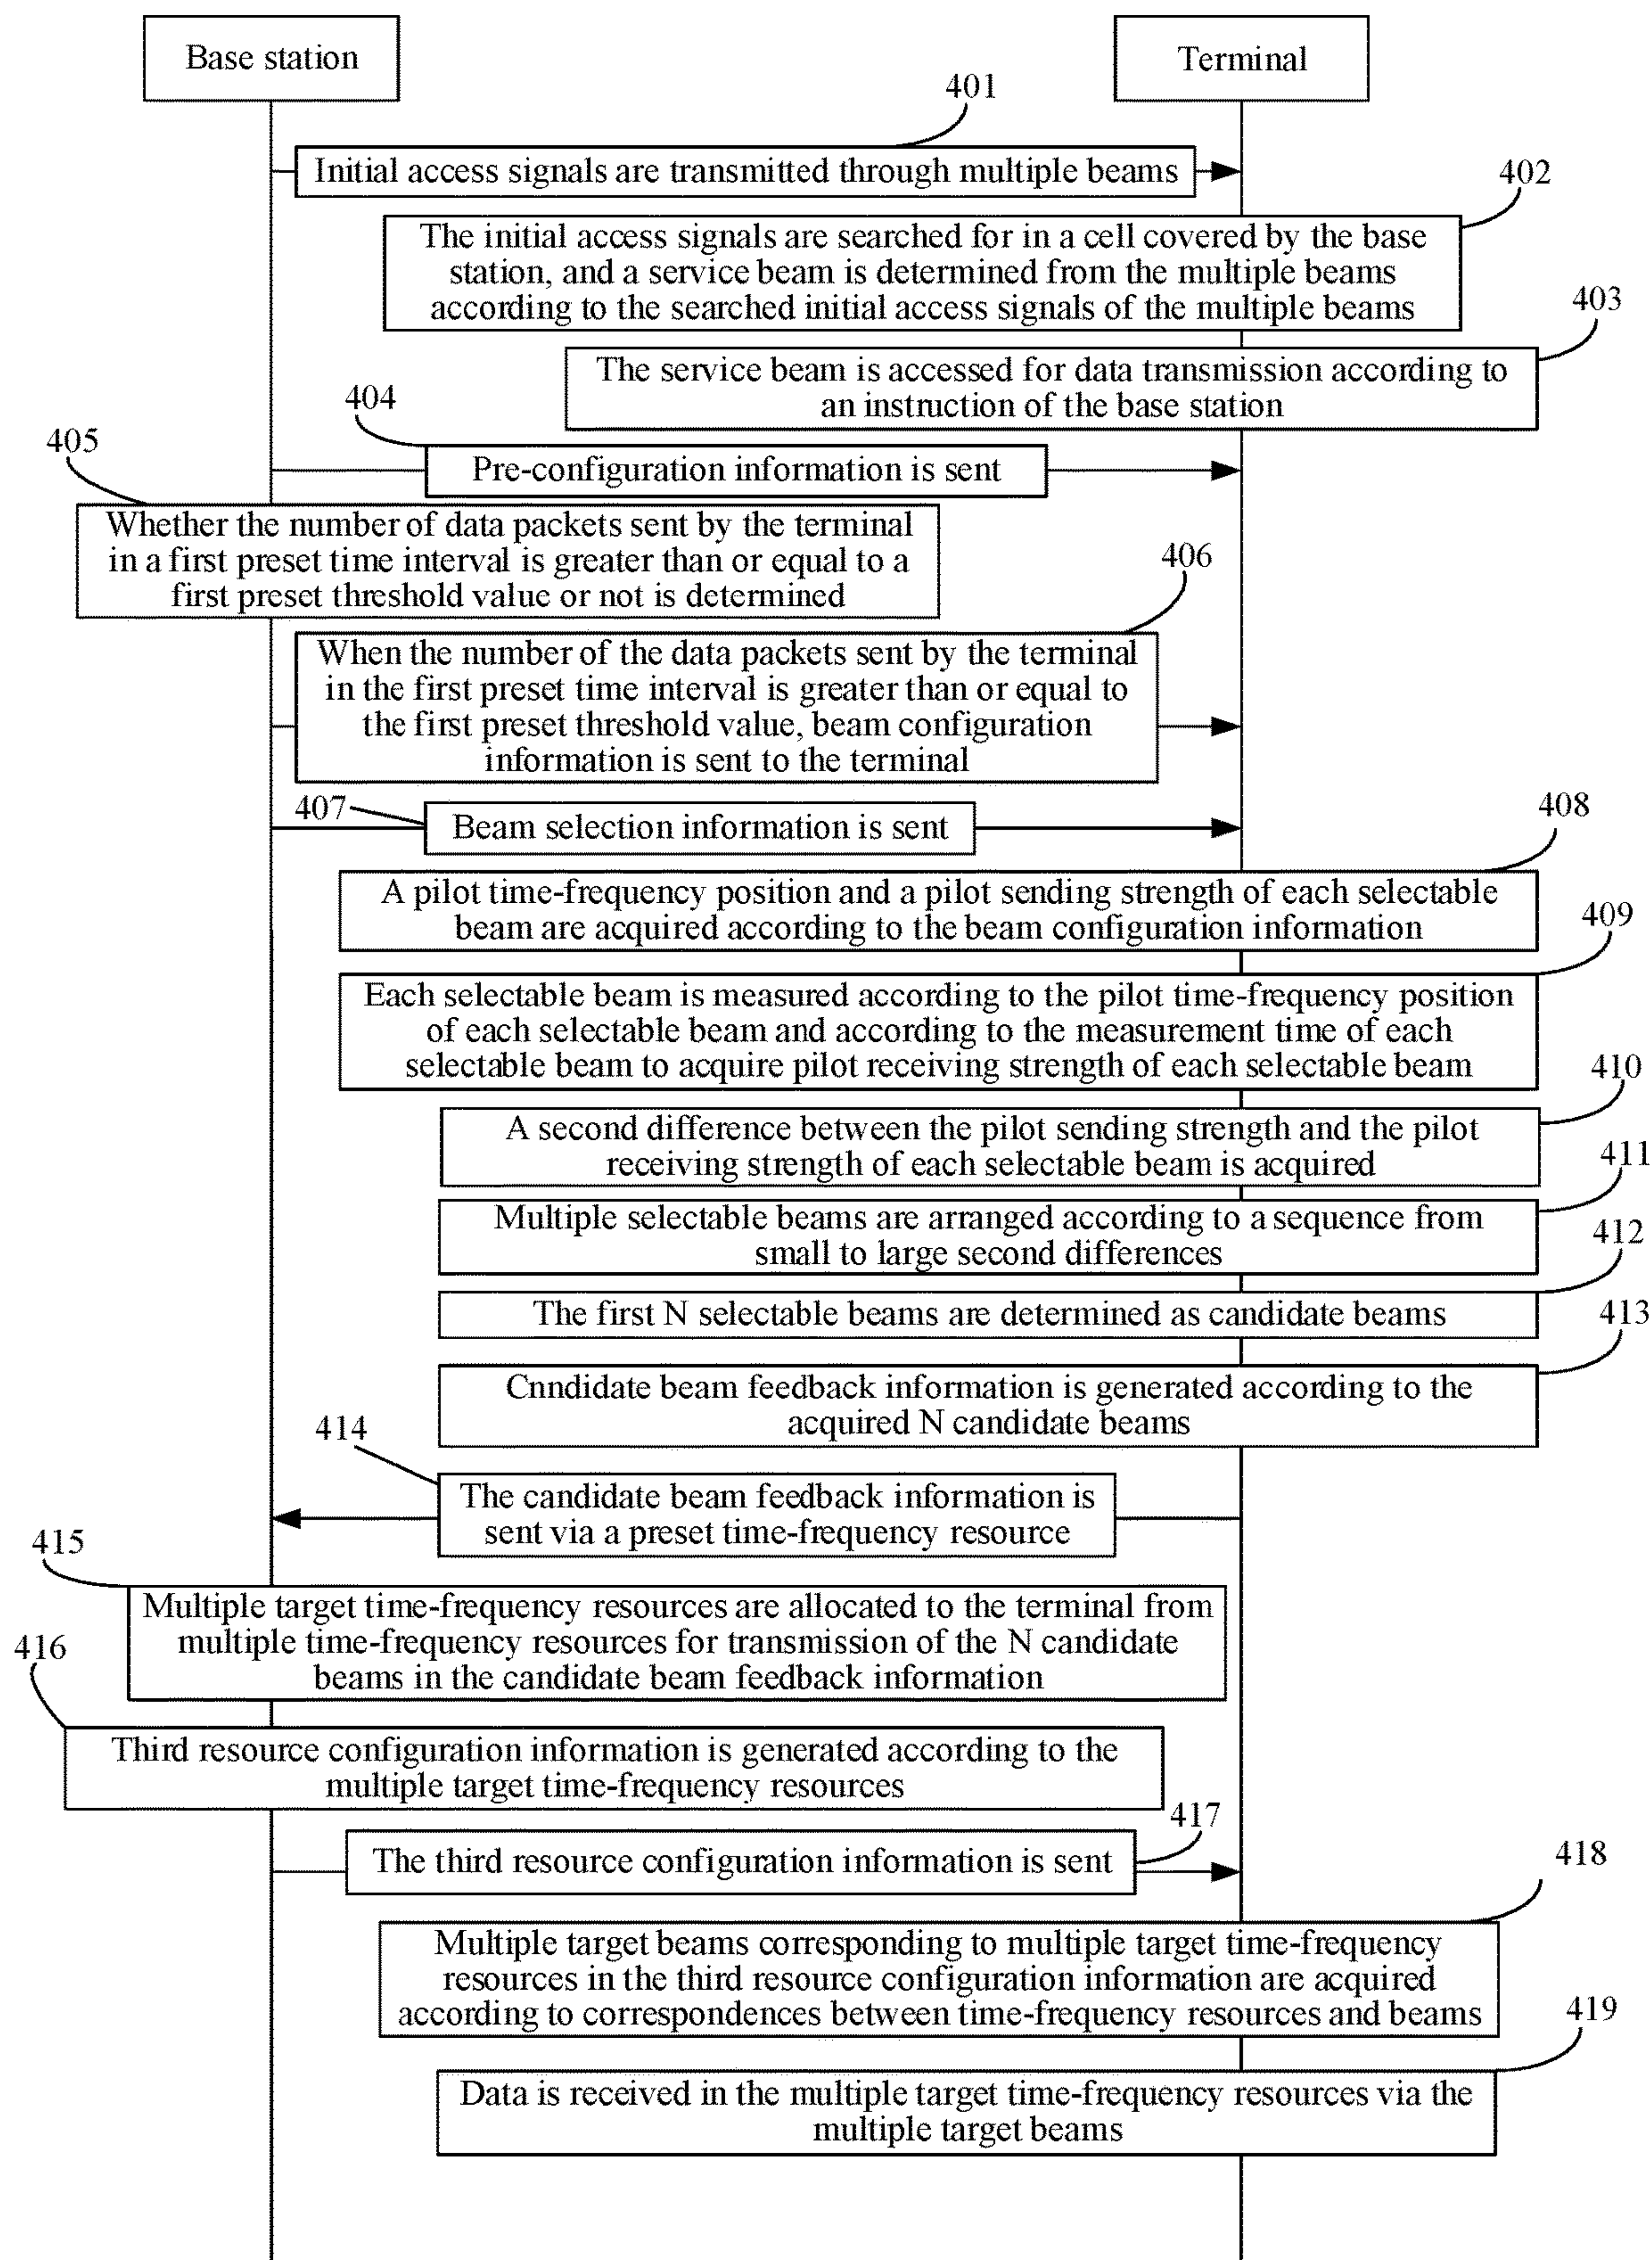 Base station
Terminal
401
Initial access signals are transmitted through multiple beams
402
The initial access signals are searched for in a cell covered by the base
station, and a service beam is determined from the multiple beams
according to the searched initial access signals of the multiple beams
403
The service beam is accessed for data transmission according to
an instruction of the base station
404
Pre-configuration information is sent
405
Whether the number of data packets sent by the terminal
in a first preset time interval is greater than or equal to a
first preset threshold value or not is determined
406
When the number of the data packets sent by the terminal
in the first preset time interval is greater than or equal to
the first preset threshold value, beam configuration
information is sent to the terminal
407
Beam selection information is sent
408
A pilot time-frequency position and a pilot sending strength of each selectable
beam are acquired according to the beam configuration information
409
Each selectable beam is measured according to the pilot time-frequency position
of each selectable beam and according to the measurement time of each
selectable beam to acquire pilot receiving strength of each selectable beam
410
A second difference between the pilot sending strength and the pilot
receiving strength of each selectable beam is acquired
411
Multiple selectable beams are arranged according to a sequence from
small to large second differences
412
The first N selectable beams are determined as candidate beams
413
Cnndidate beam feedback information is generated according to the
acquired N candidate beams
414
The candidate beam feedback information is
sent via a preset time-frequency resource
415
Multiple target time-frequency resources are allocated to the terminal from
multiple time-frequency resources for transmission of the N candidate
beams in the candidate beam feedback information
416
Third resource configuration information is generated according to the
multiple target time-frequency resources
417
The third resource configuration information is sent
418
Multiple target beams corresponding to multiple target time-frequency
resources in the third resource configuration information are acquired
according to correspondences between time-frequency resources and beams
419
Data is received in the multiple target time-frequency resources via the
multiple target beams